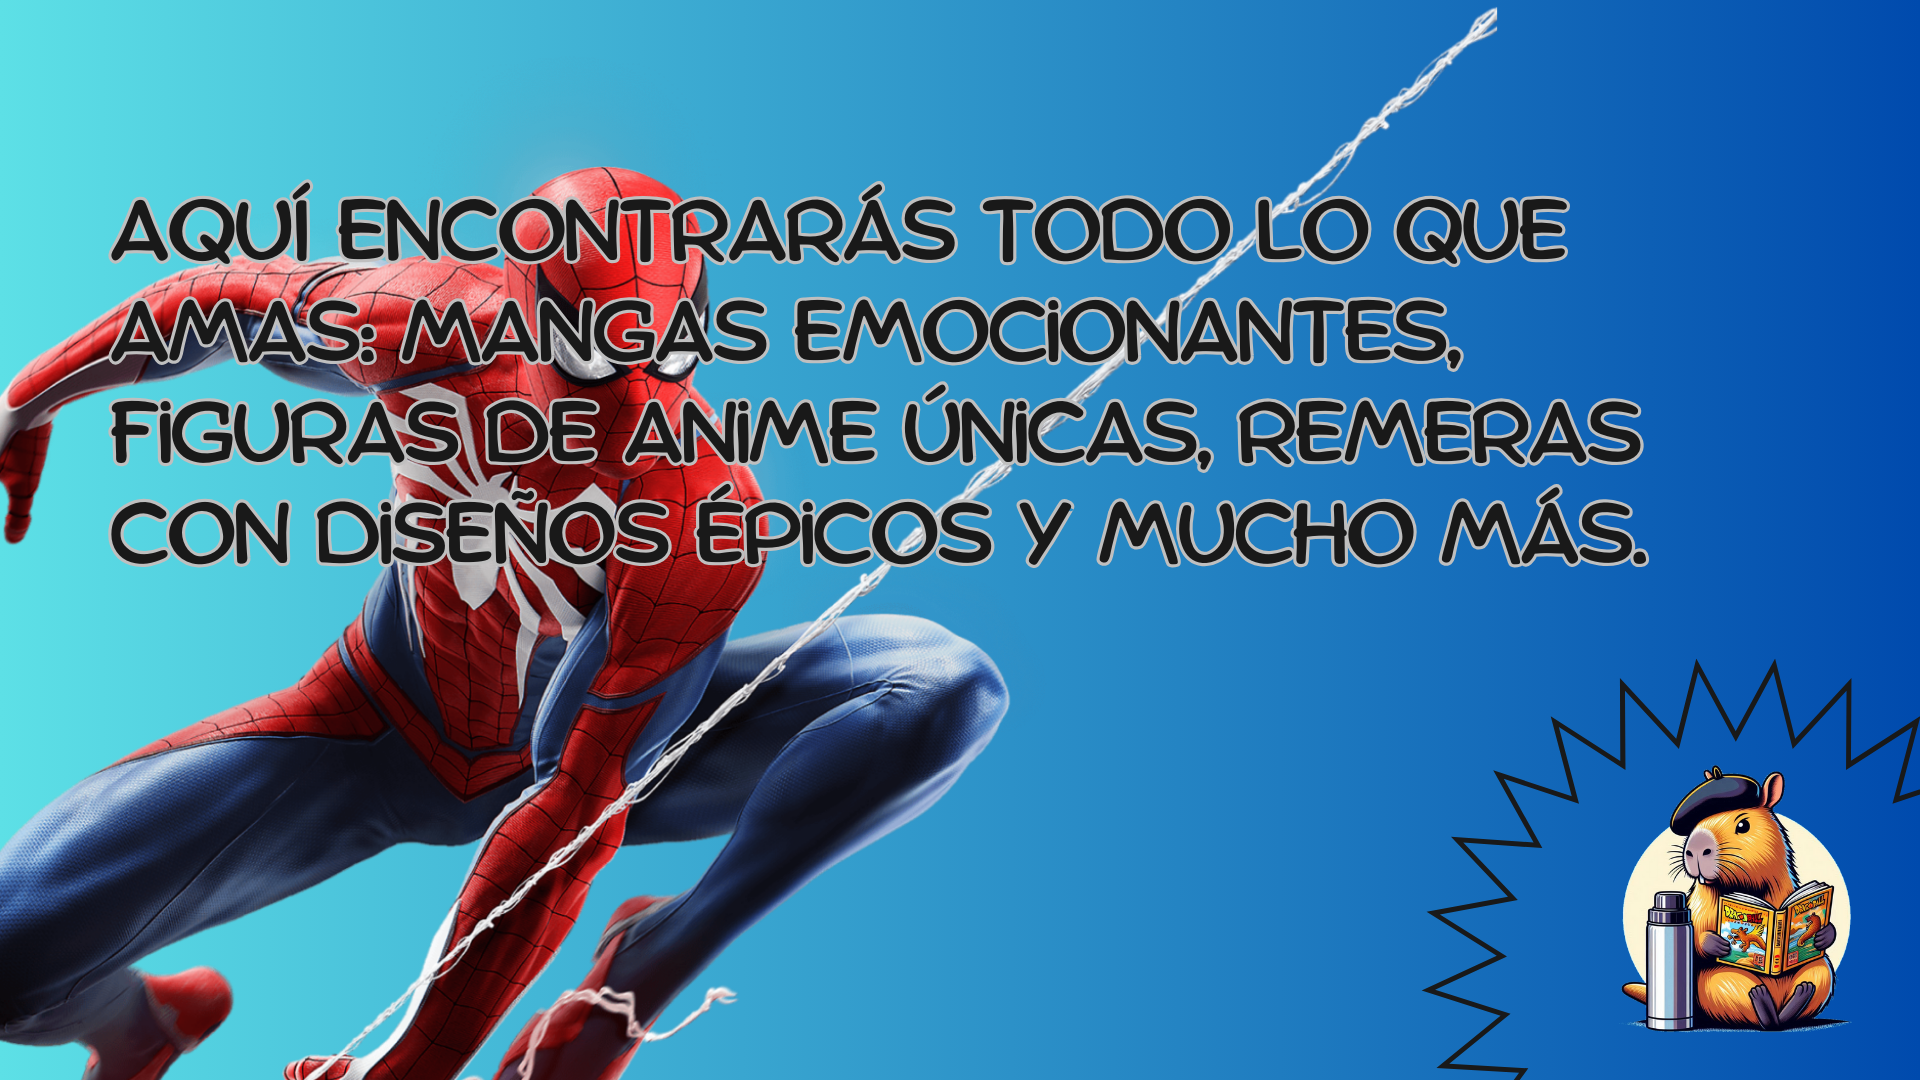 AQUÍ ENCONTRARÁS TODO LO QUE
AMAS: MANGAS EMOCIONANTES,
FIGURAS DE ANIME ÚNICAS, REMERAS
CON DISEÑOS ÉPICOS Y MUCHO MÁS.